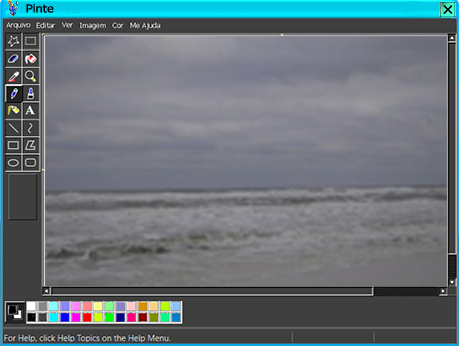 Pinte
Arquivo Editar Ver Imagem Cor Me Ajuda
A
For Help, click Help Topics on the Help Menu.